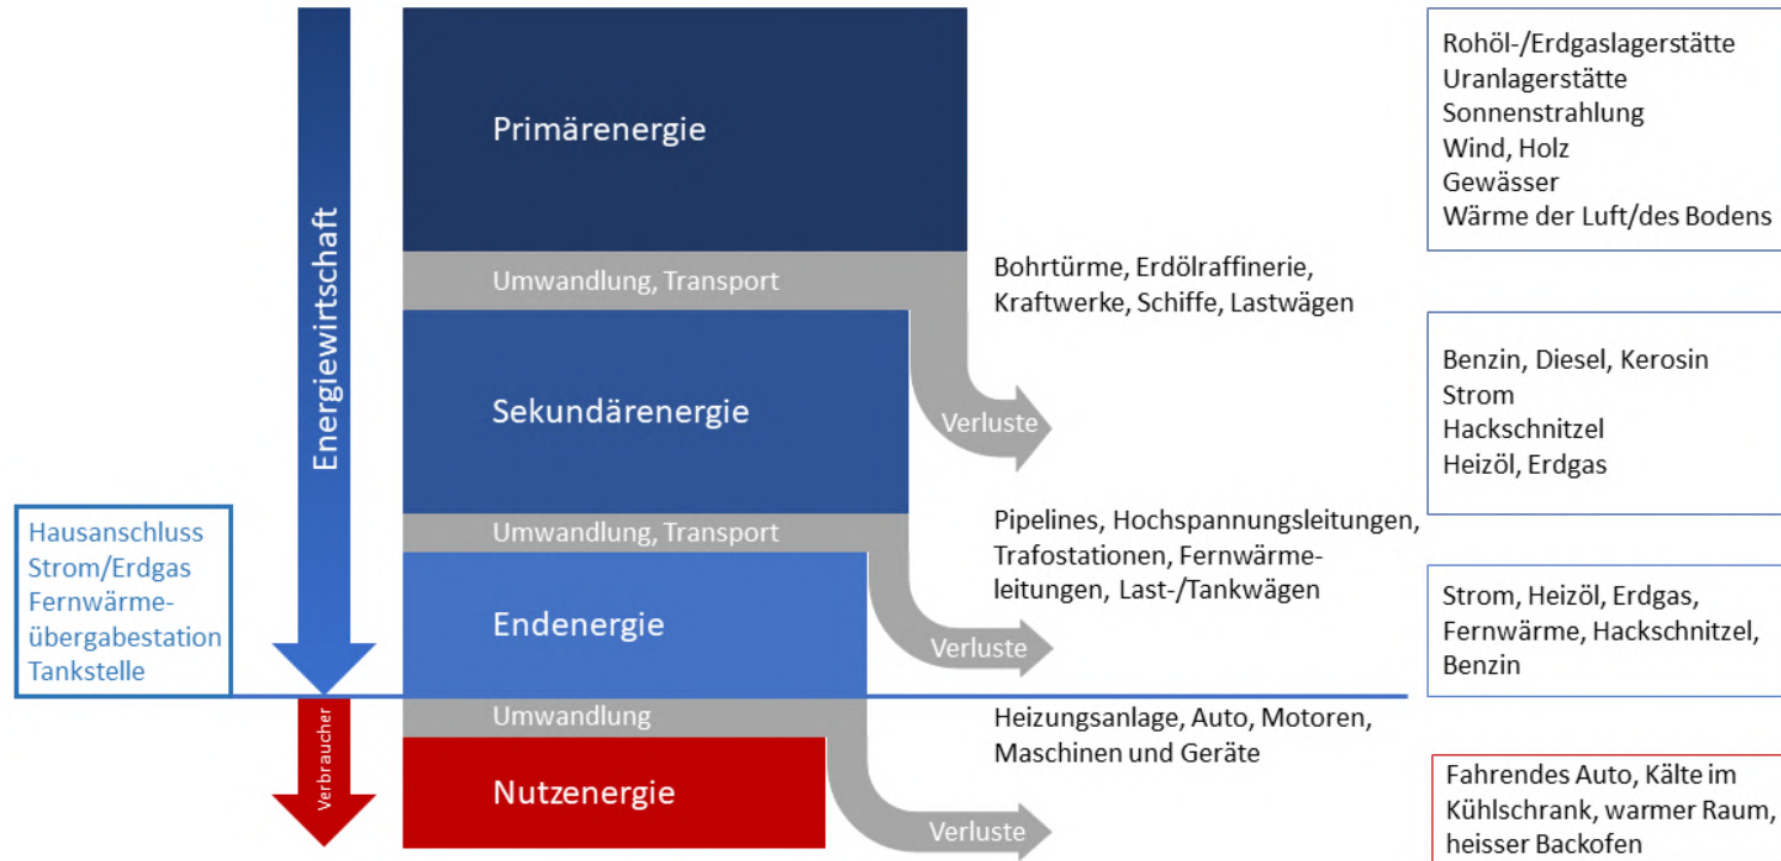 Energiewirtschaft
Verbraucher
Hausanschluss
Strom/Erdgas
Fernwärme-
übergabestation
Tankstelle
Primärenergie
Umwandlung, Transport
Verluste
Sekundärenergie
Umwandlung, Transport
Verluste
Endenergie
Umwandlung
Verluste
Nutzenergie
Bohrtürme, Erdölraffinerie,
Kraftwerke, Schiffe, Lastwägen
Pipelines, Hochspannungsleitungen,
Trafostationen, Fernwärme-
leitungen, Last-/Tankwägen
Heizungsanlage, Auto, Motoren,
Maschinen und Geräte
Rohöl-/Erdgaslagerstätte
Uranlagerstätte
Sonnenstrahlung
Wind, Holz
Gewässer
Wärme der Luft/des Bodens
Benzin, Diesel, Kerosin
Strom
Hackschnitzel
Heizöl, Erdgas
Strom, Heizöl, Erdgas,
Fernwärme, Hackschnitzel,
Benzin
Fahrendes Auto, Kälte im
Kühlschrank, warmer Raum,
heisser Backofen